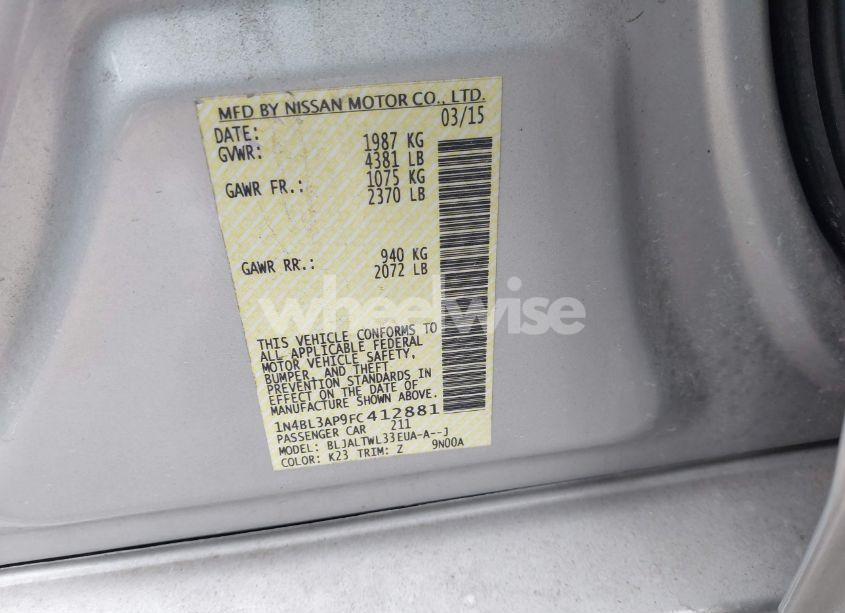 MFD BY NISSAN MOTOR CO., LTD.
DATE: 03/15
GVWR: 1987 KG
4381 LB
GAWR FR.: 1075 KG
2370 LB
GAWR RR.: 940 KG
2072 LB
wheelwise
THIS VEHICLE CONFORMS TO
ALL APPLICABLE FEDERAL
MOTOR VEHICLE SAFETY,
BUMPER, AND THEFT
PREVENTION STANDARDS IN
EFFECT ON THE DATE OF
MANUFACTURE SHOWN ABOVE.
1N4BL3AP9FC412881
PASSENGER CAR 211
MODEL: BLJALTWL33EUA-A--J
COLOR: K23 TRIM: Z 9N00A